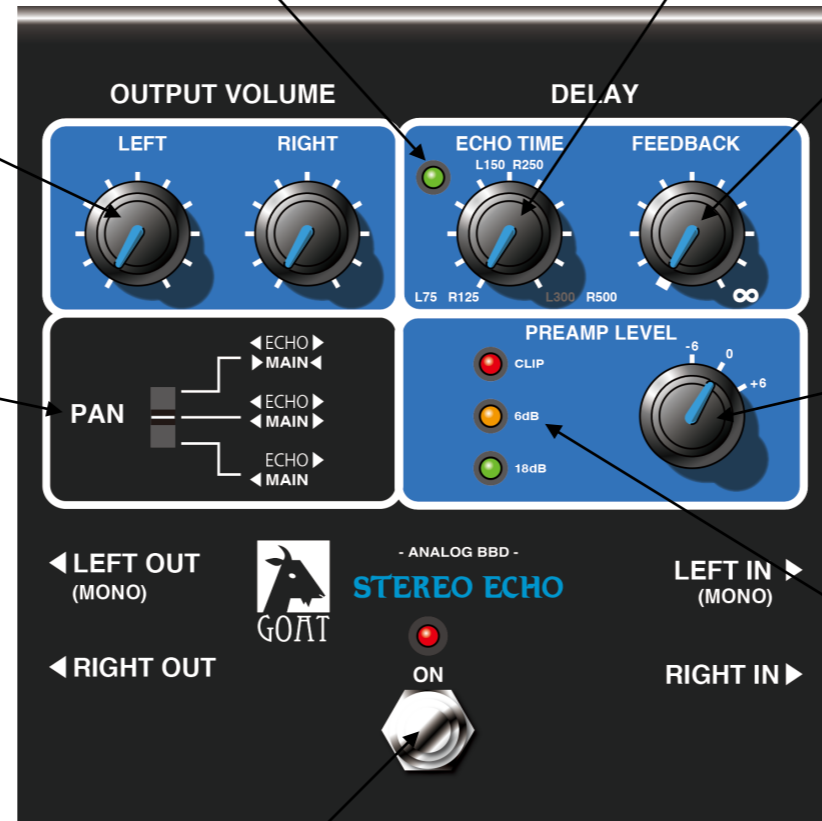 OUTPUT VOLUME
DELAY
LEFT
RIGHT
ECHO TIME
FEEDBACK
L150 R250
L75 R125
L300 R500
∞
PREAMP LEVEL
-6
0
+6
CLIP
6dB
18dB
PAN
◀ECHO▶
▶MAIN◀
◀ECHO▶
◀MAIN▶
ECHO▶
◀MAIN
◀LEFT OUT
(MONO)
- ANALOG BBD -
STEREO ECHO
GOAT
LEFT IN ▶
(MONO)
◀RIGHT OUT
ON
RIGHT IN▶